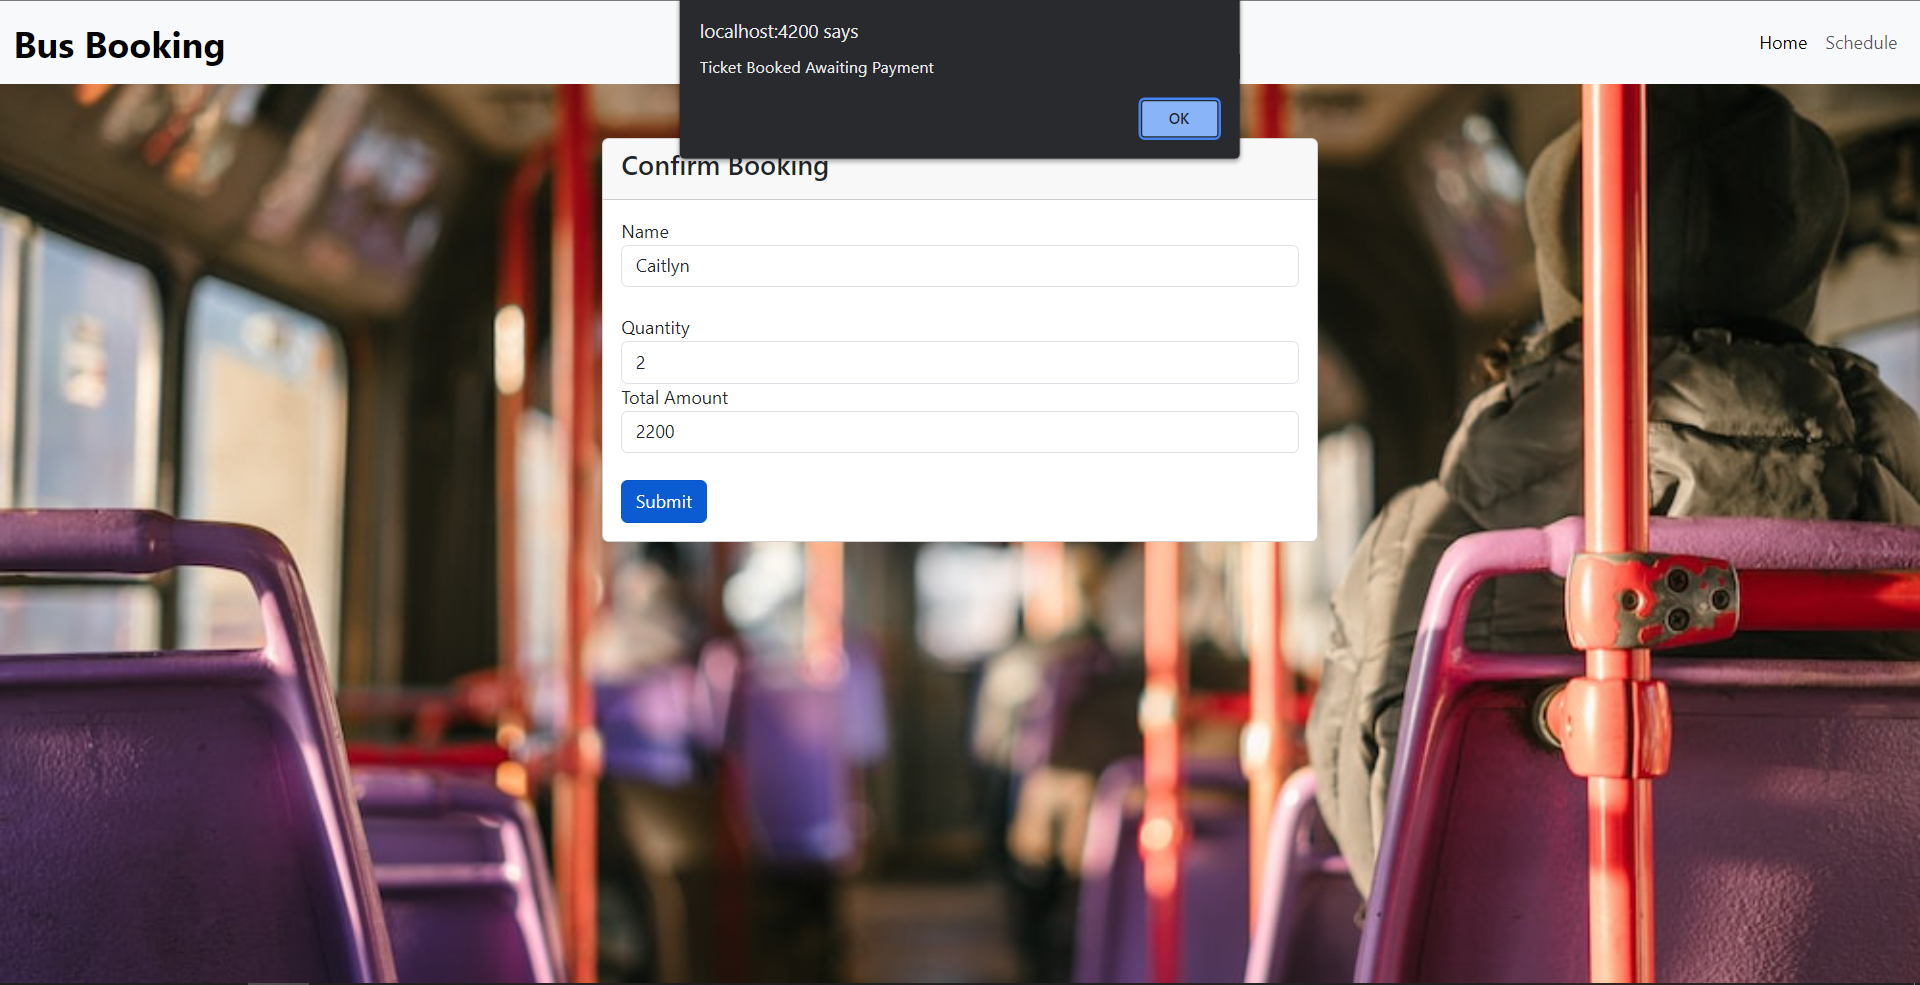 Bus Booking
Home
Schedule
localhost:4200 says
Ticket Booked Awaiting Payment
OK
Confirm Booking
Name
Caitlyn
Quantity
2
Total Amount
2200
Submit